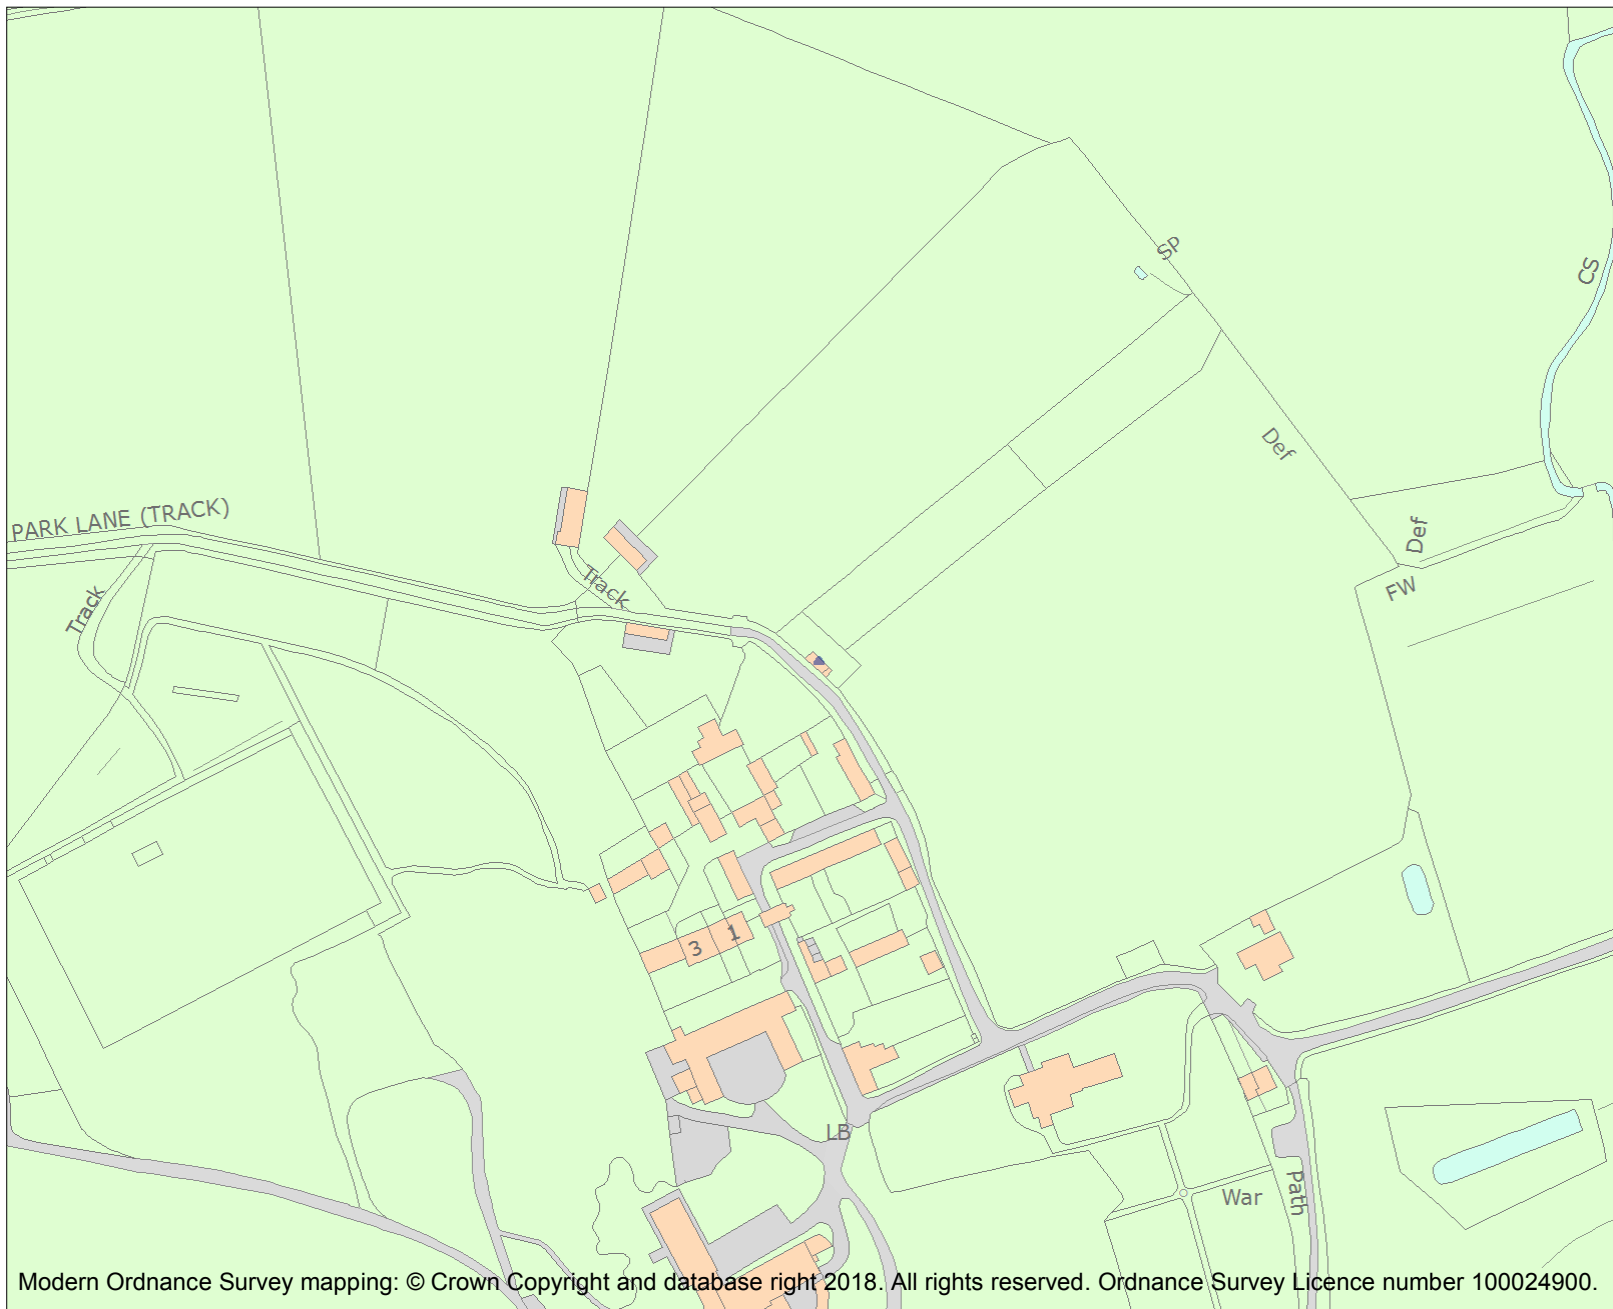 SP
CS
Def
PARK LANE (TRACK)
Def
Track
Track
FW
3
1
LB
War
Path
Modern Ordnance Survey mapping: © Crown Copyright and database right 2018. All rights reserved. Ordnance Survey Licence number 100024900.